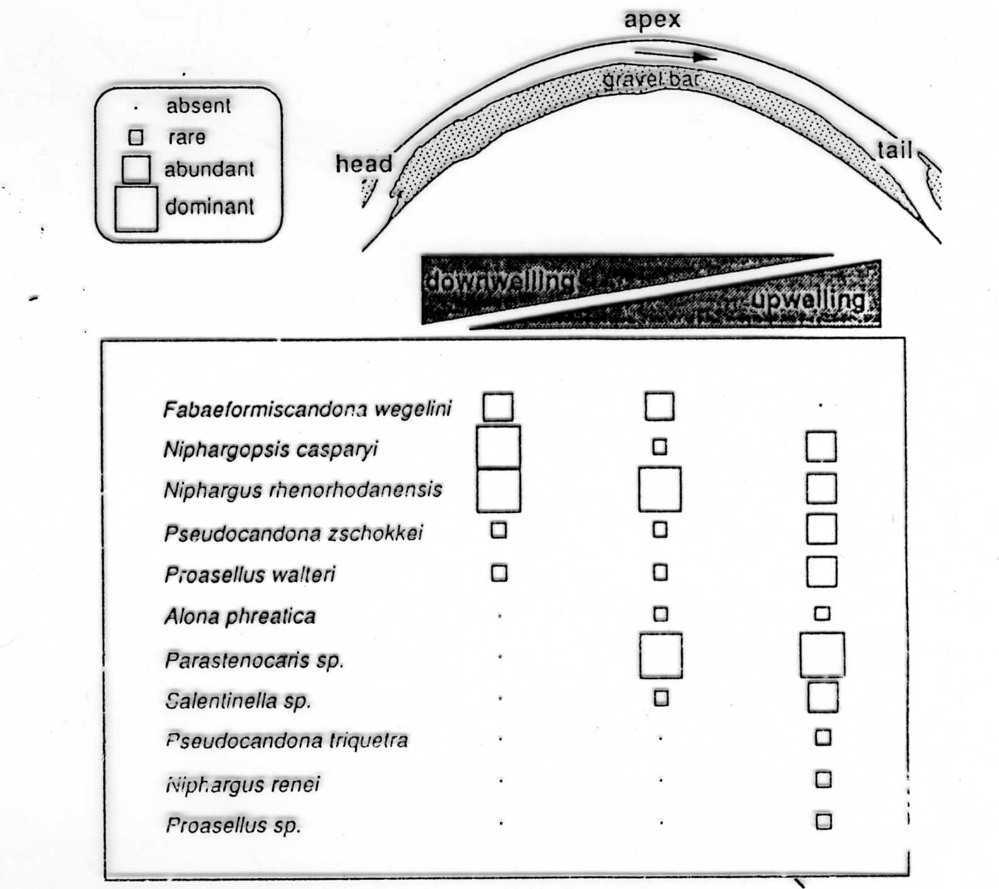 apex
gravel bar
head
tail
absent
rare
abundant
dominant
downwelling
upwelling
Fabaeformiscandona wegelini
Niphargopsis casparyi
Niphargus rhenorhodanensis
Pseudocandona zschokkei
Proasellus walteri
Alona phreatica
Parastenocaris sp.
Salentinella sp.
Pseudocandona triquetra
Niphargus renei
Proasellus sp.